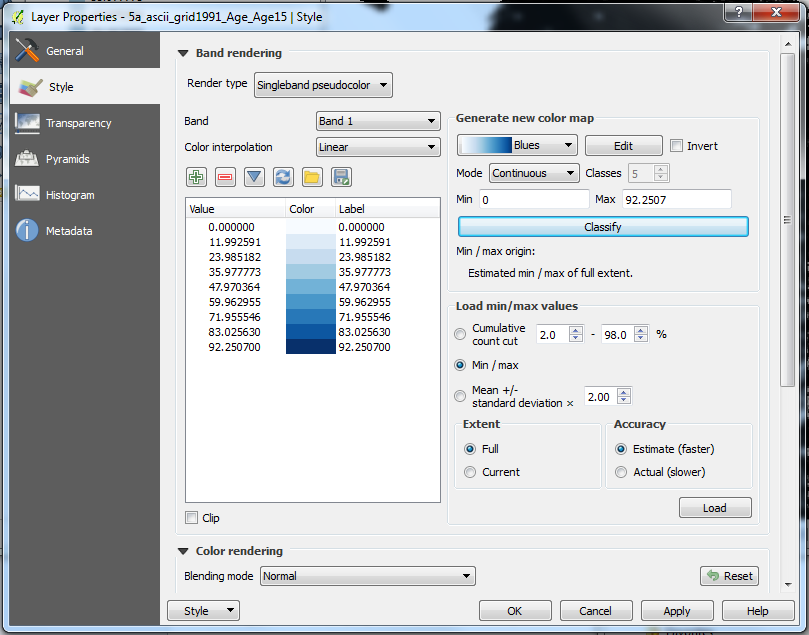 Layer Properties - 5a_ascii_grid1991_Age_Age15 | Style
?
General
Style
Transparency
Pyramids
Histogram
Metadata
Band rendering
Render type Singleband pseudocolor
Band Band 1
Color interpolation Linear
Value Color Label
0.000000 0.000000
11.992591 11.992591
23.985182 23.985182
35.977773 35.977773
47.970364 47.970364
59.962955 59.962955
71.955546 71.955546
83.025630 83.025630
92.250700 92.250700
Clip
Generate new color map
Blues Edit Invert
Mode Continuous Classes 5
Min 0 Max 92.2507
Classify
Min / max origin:
Estimated min / max of full extent.
Load min/max values
Cumulative
count cut 2.0 - 98.0 %
Min / max
Mean +/-
standard deviation × 2.00
Extent
Full
Current
Accuracy
Estimate (faster)
Actual (slower)
Load
Color rendering
Blending mode Normal Reset
Style OK Cancel Apply Help